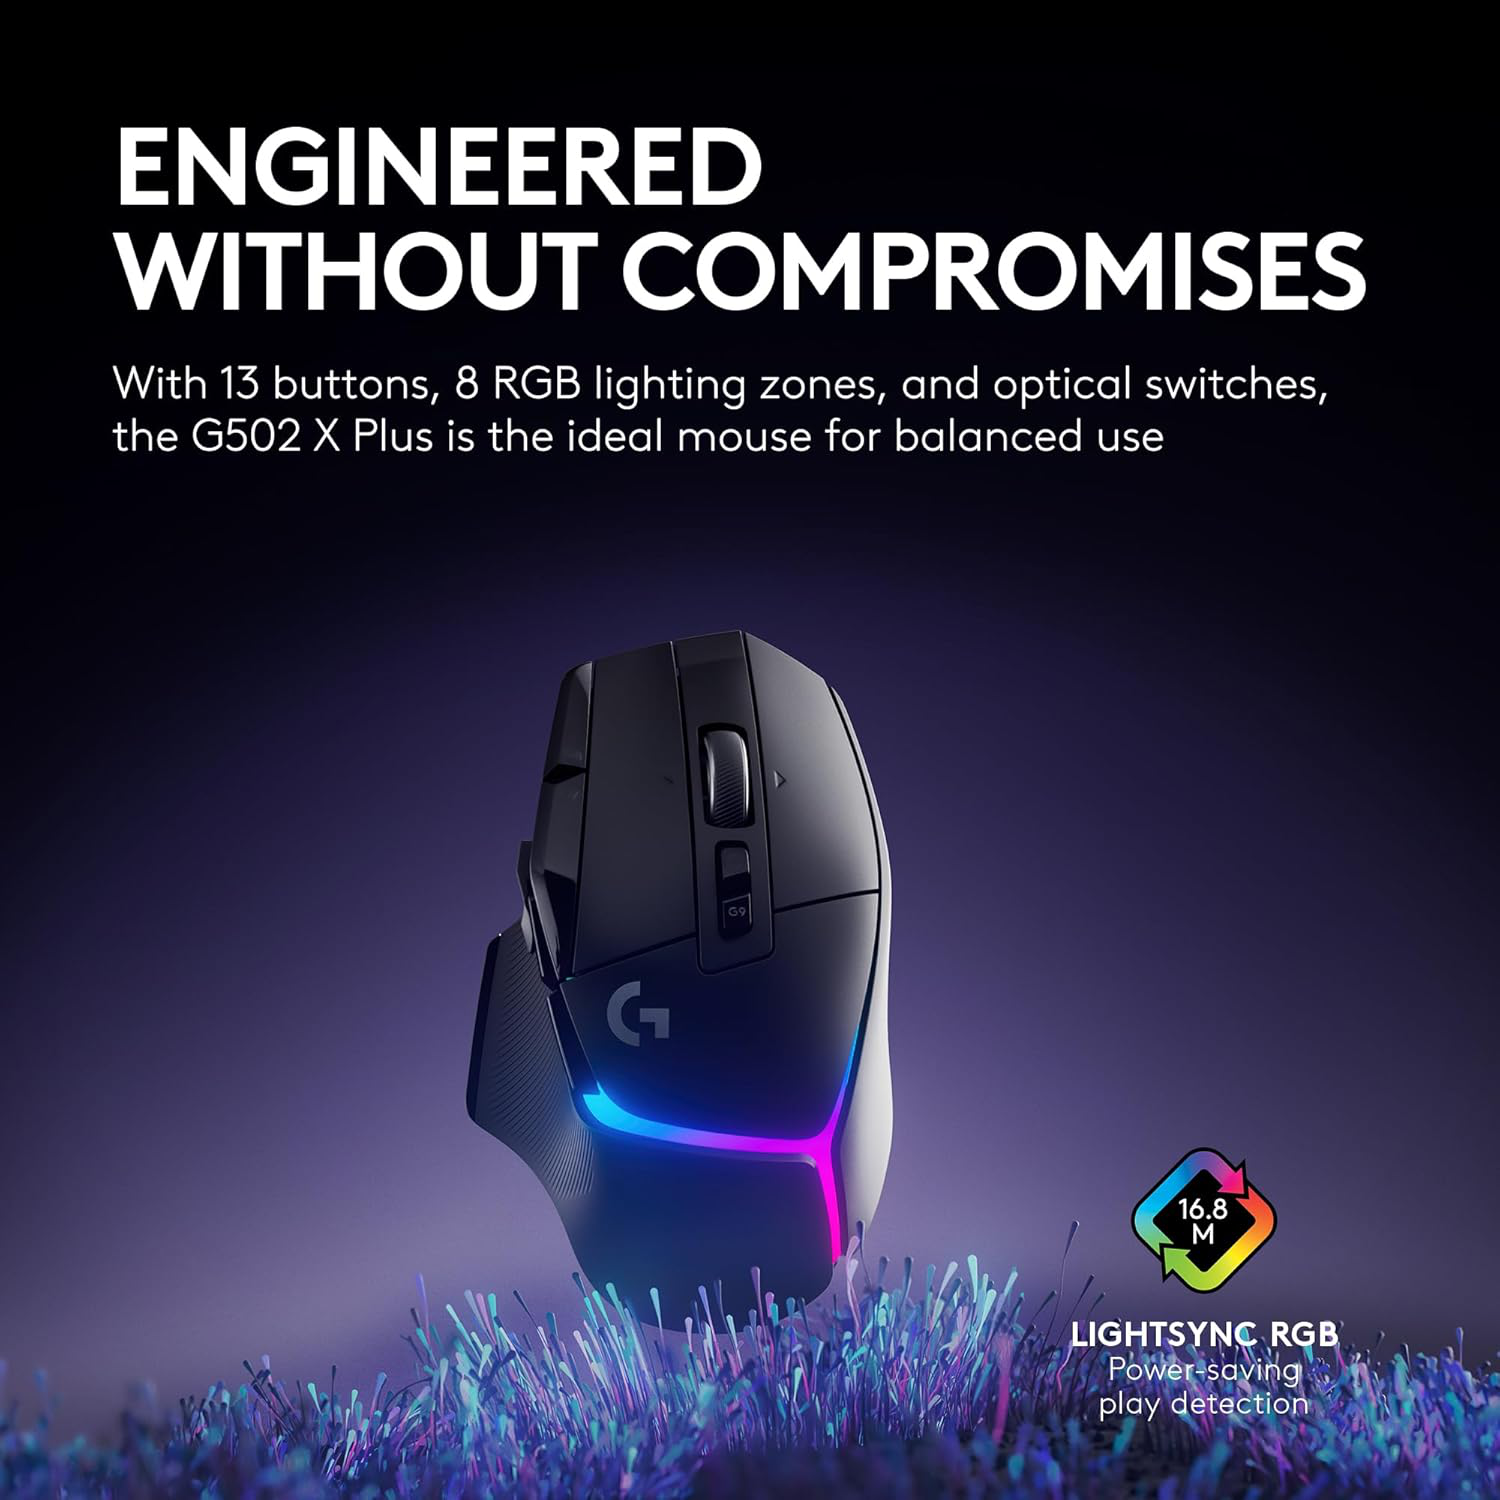 ENGINEERED
WITHOUT COMPROMISES
With 13 buttons, 8 RGB lighting zones, and optical switches,
the G502 X Plus is the ideal mouse for balanced use
G9
G
16.8
M
LIGHTSYNC RGB
Power-saving
play detection